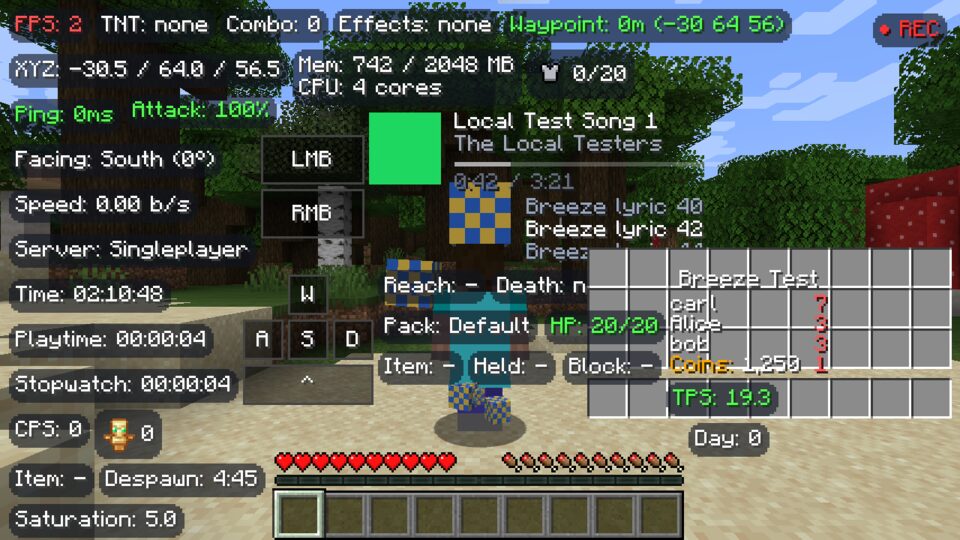 FPS: 2 TNT: none Combo: 0 Effects: none Waypoint: 0m (-30 64 56)
REC
XYZ: -30.5 / 64.0 / 56.5
Mem: 742 / 2048 MB
CPU: 4 cores
0/20
Ping: 0ms
Attack: 100%
Local Test Song 1
The Local Testers
0:42 / 3:21
Facing: South (0°)
LMB
Speed: 0.00 b/s
RMB
Breeze lyric 40
Breeze lyric 42
Breeze lyric
Server: Singleplayer
Time: 02:10:48
W
Reach: - Death: n
Breeze Test
carl 7
Alice 3
bob 3
Coins: 1,250 1
Playtime: 00:00:04
A S D
Pack: Default HP: 20/20
Item: - Held: - Block: -
Stopwatch: 00:00:04
^
TPS: 19.3
CPS: 0
0
Day: 0
Item: - Despawn: 4:45
Saturation: 5.0